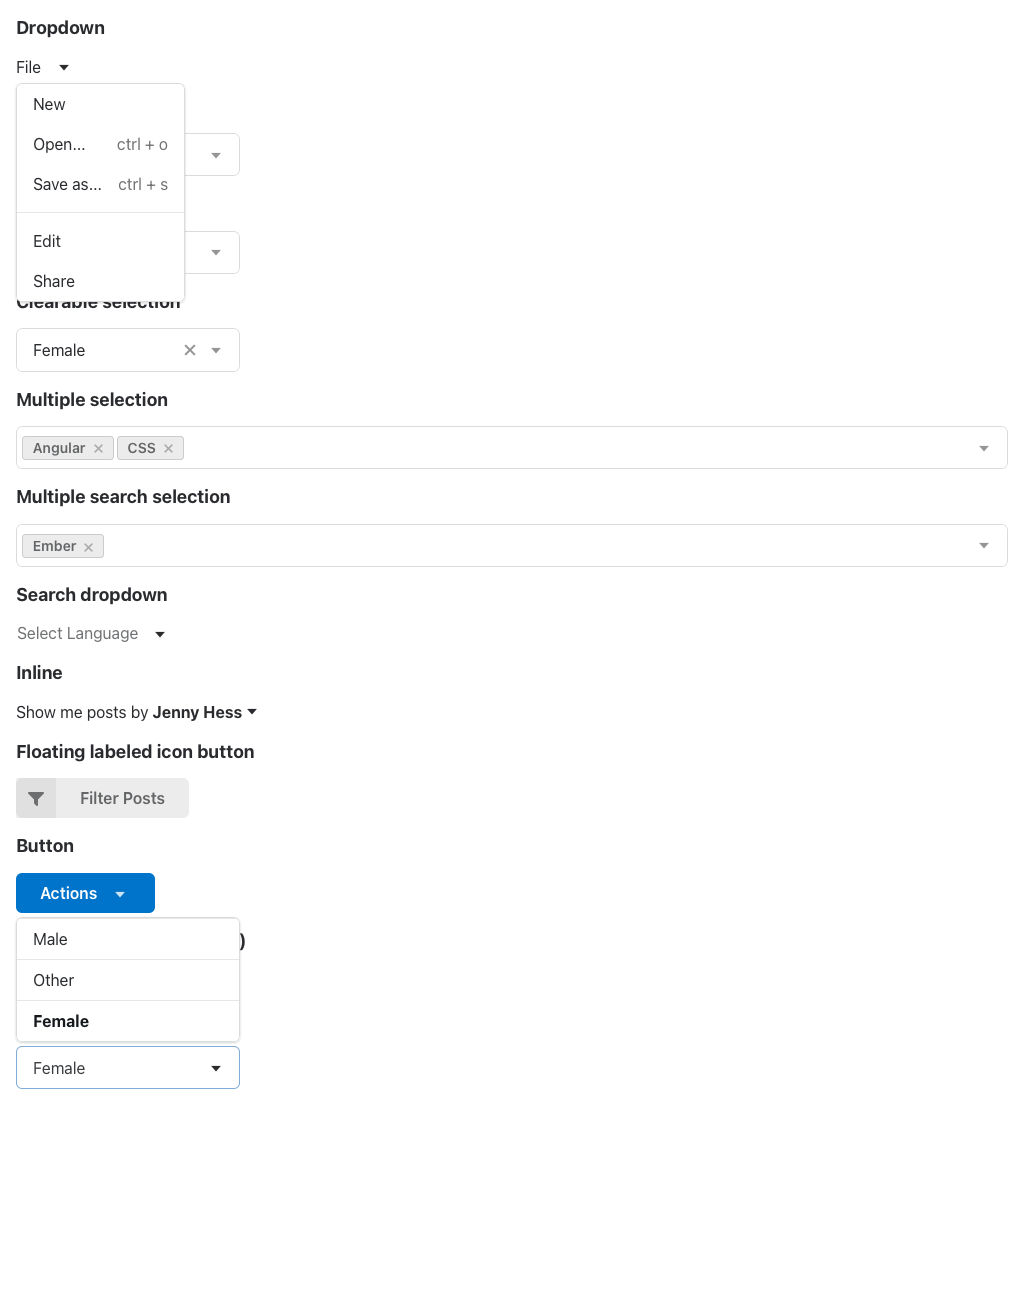 Dropdown
File
New
Open... ctrl + o
Save as... ctrl + s
Edit
Share
Clearable selection
Female
Multiple selection
Angular CSS
Multiple search selection
Ember
Search dropdown
Select Language
Inline
Show me posts by Jenny Hess
Floating labeled icon button
Filter Posts
Button
Actions
)
Male
Other
Female
Female